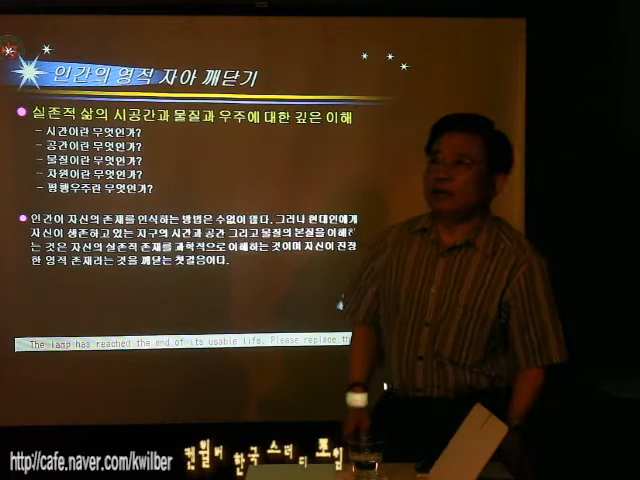 인간의 영적 자아 깨닫기
실존적 삶의 시공간과 물질과 우주에 대한 깊은 이해
- 시간이란 무엇인가?
- 공간이란 무엇인가?
- 물질이란 무엇인가?
- 차원이란 무엇인가?
- 평행우주란 무엇인가?
인간이 자신의 존재를 인식하는 방법은 수없이 많다. 그러나 현대인에게
자신이 생존하고 있는 지구의 시간과 공간 그리고 물질의 본질을 이해하
는 것은 자신의 실존적 존재를 과학적으로 이해하는 것이며 자신이 진정
한 영적 존재라는 것을 깨닫는 첫걸음이다.
The lamp has reached the end of its usable life. Please replace th
http://cafe.naver.com/kwilber
켄윌버 한국 스터디 모임